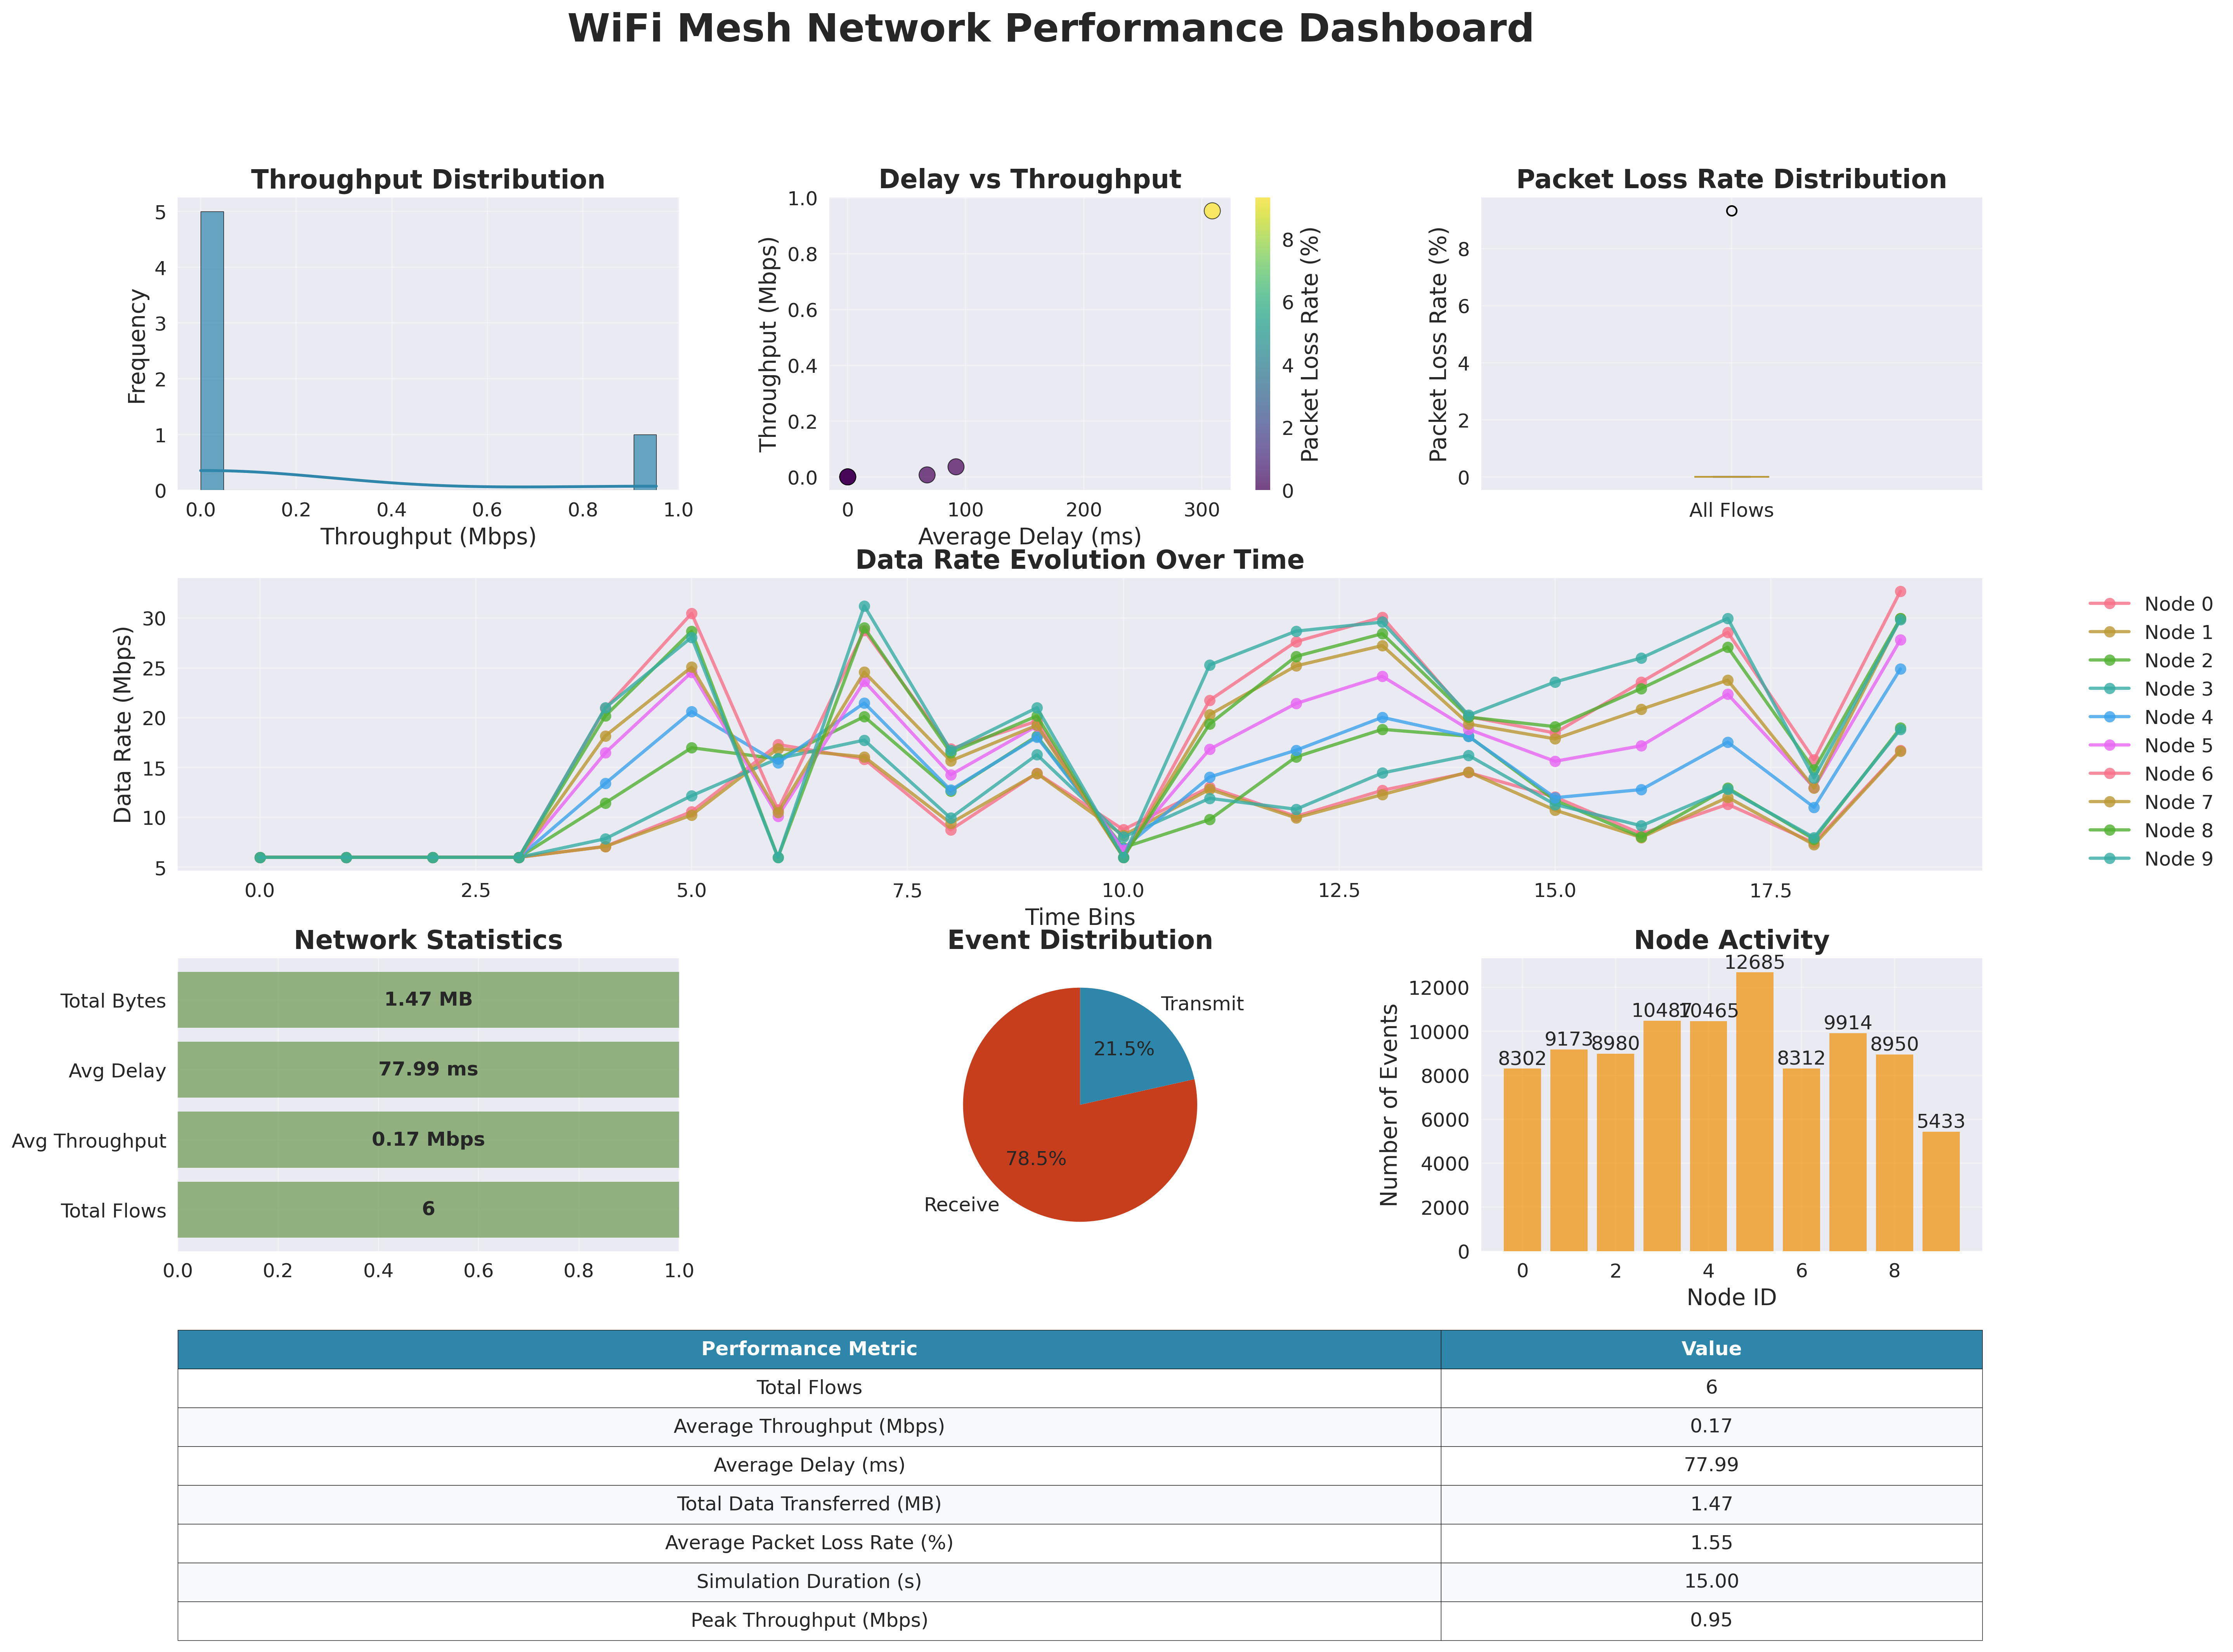 WiFi Mesh Network Performance Dashboard
Throughput Distribution
Frequency
5
4
3
2
1
0
0.0 0.2 0.4 0.6 0.8 1.0
Throughput (Mbps)
Delay vs Throughput
Throughput (Mbps)
1.0
0.8
0.6
0.4
0.2
0.0
0 100 200 300
Average Delay (ms)
8
6
4
2
0
Packet Loss Rate (%)
Packet Loss Rate Distribution
Packet Loss Rate (%)
8
6
4
2
0
All Flows
Data Rate Evolution Over Time
Data Rate (Mbps)
30
25
20
15
10
5
0.0 2.5 5.0 7.5 10.0 12.5 15.0 17.5
Time Bins
Node 0
Node 1
Node 2
Node 3
Node 4
Node 5
Node 6
Node 7
Node 8
Node 9
Network Statistics
Total Bytes 1.47 MB
Avg Delay 77.99 ms
Avg Throughput 0.17 Mbps
Total Flows 6
0.0 0.2 0.4 0.6 0.8 1.0
Event Distribution
Transmit
21.5%
78.5%
Receive
Node Activity
Number of Events
12000
10000
8000
6000
4000
2000
0
8302 9173 8980 10487 10465 12685 8312 9914 8950 5433
0 2 4 6 8
Node ID
Performance Metric Value
Total Flows 6
Average Throughput (Mbps) 0.17
Average Delay (ms) 77.99
Total Data Transferred (MB) 1.47
Average Packet Loss Rate (%) 1.55
Simulation Duration (s) 15.00
Peak Throughput (Mbps) 0.95